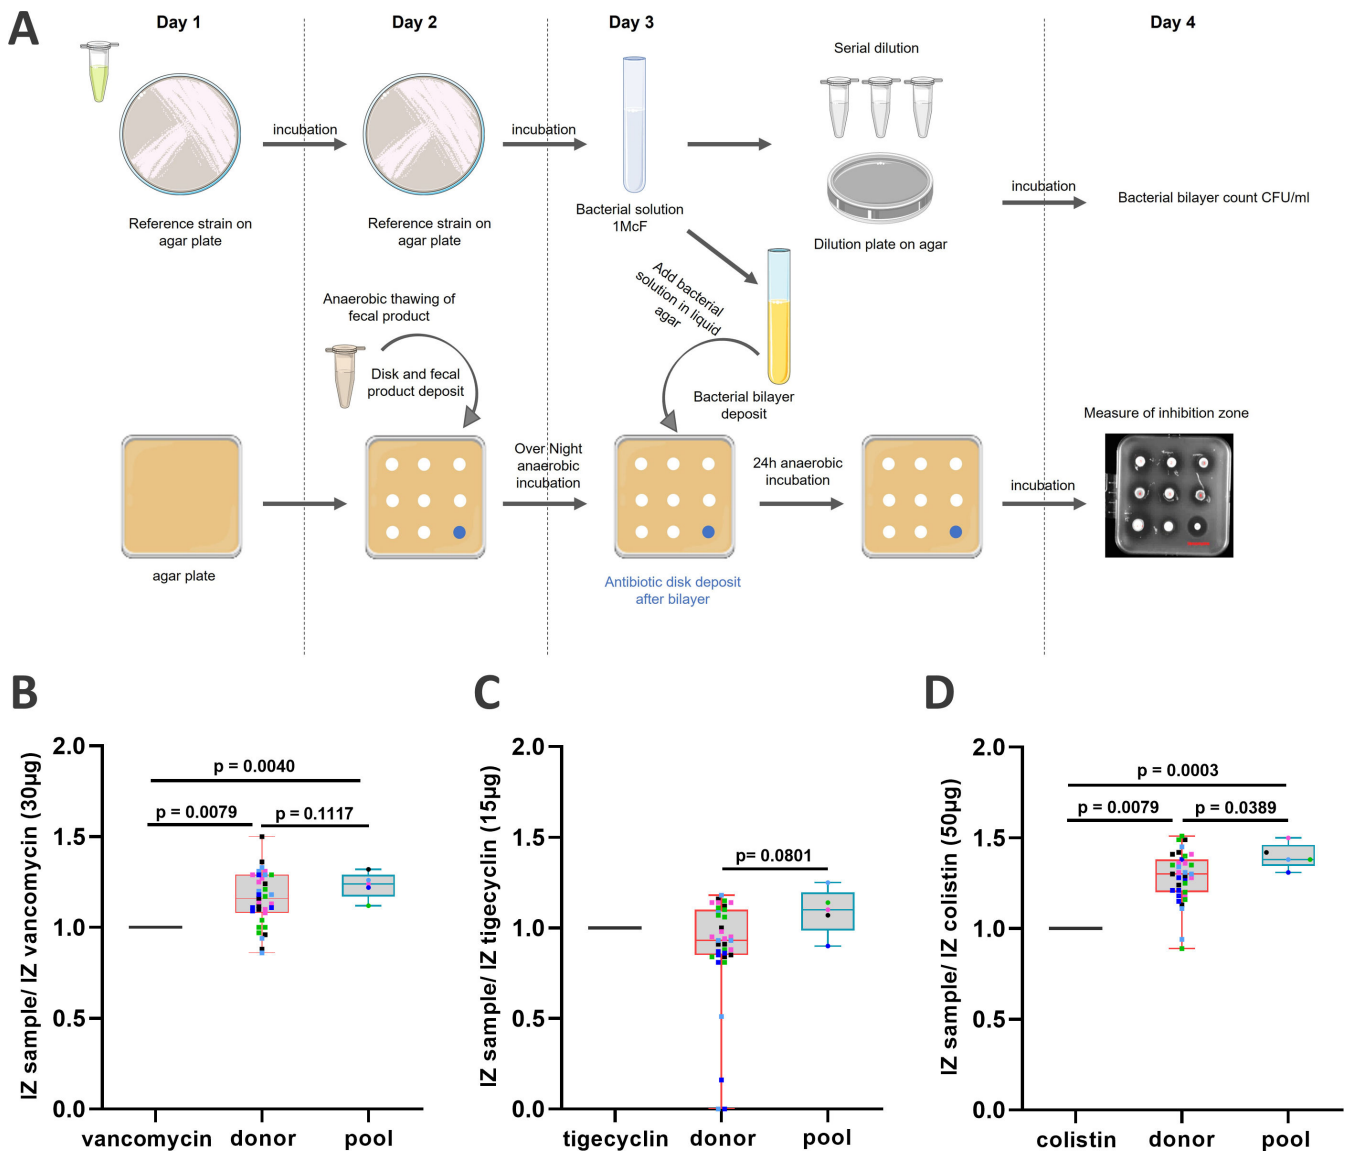 A
Day 1
Day 2
Day 3
Day 4
Serial dilution
incubation
incubation
incubation
Reference strain on
agar plate
Reference strain on
agar plate
Bacterial solution
1McF
Dilution plate on agar
Bacterial bilayer count CFU/ml
Anaerobic thawing of
fecal product
Disk and fecal
product deposit
Add bacterial
solution in liquid
agar
Bacterial bilayer
deposit
Measure of inhibition zone
Over Night
anaerobic
incubation
24h anaerobic
incubation
incubation
agar plate
Antibiotic disk deposit
after bilayer
B
IZ sample/ IZ vancomycin (30µg)
2.0
1.5
1.0
0.5
0.0
p = 0.0040
p = 0.0079
p = 0.1117
vancomycin
donor
pool
C
IZ sample/ IZ tigecyclin (15µg)
2.0
1.5
1.0
0.5
0.0
p= 0.0801
tigecyclin
donor
pool
D
IZ sample/ IZ colistin (50µg)
2.0
1.5
1.0
0.5
0.0
p = 0.0003
p = 0.0079
p = 0.0389
colistin
donor
pool